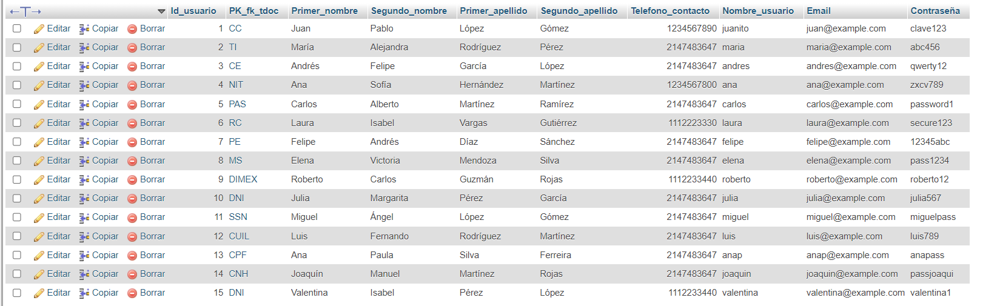 Id_usuario PK_fk_tdoc Primer_nombre Segundo_nombre Primer_apellido Segundo_apellido Telefono_contacto Nombre_usuario Email Contraseña
Editar Copiar Borrar 1 CC Juan Pablo López Gómez 1234567890 juanito juan@example.com clave123
Editar Copiar Borrar 2 TI María Alejandra Rodríguez Pérez 2147483647 maria maria@example.com abc456
Editar Copiar Borrar 3 CE Andrés Felipe García López 2147483647 andres andres@example.com qwerty12
Editar Copiar Borrar 4 NIT Ana Sofía Hernández Martínez 1234567800 ana ana@example.com zxcv789
Editar Copiar Borrar 5 PAS Carlos Alberto Martínez Ramírez 2147483647 carlos carlos@example.com password1
Editar Copiar Borrar 6 RC Laura Isabel Vargas Gutiérrez 1112223330 laura laura@example.com secure123
Editar Copiar Borrar 7 PE Felipe Andrés Díaz Sánchez 2147483647 felipe felipe@example.com 12345abc
Editar Copiar Borrar 8 MS Elena Victoria Mendoza Silva 2147483647 elena elena@example.com pass1234
Editar Copiar Borrar 9 DIMEX Roberto Carlos Guzmán Rojas 1112233440 roberto roberto@example.com roberto12
Editar Copiar Borrar 10 DNI Julia Margarita Pérez García 2147483647 julia julia@example.com julia567
Editar Copiar Borrar 11 SSN Miguel Ángel López Gómez 2147483647 miguel miguel@example.com miguelpass
Editar Copiar Borrar 12 CUIL Luis Fernando Rodríguez Martínez 2147483647 luis luis@example.com luis789
Editar Copiar Borrar 13 CPF Ana Paula Silva Ferreira 2147483647 anap anap@example.com anapass
Editar Copiar Borrar 14 CNH Joaquín Manuel Martínez Rojas 2147483647 joaquin joaquin@example.com passjoaqui
Editar Copiar Borrar 15 DNI Valentina Isabel Pérez López 1112233440 valentina valentina@example.com valentina1